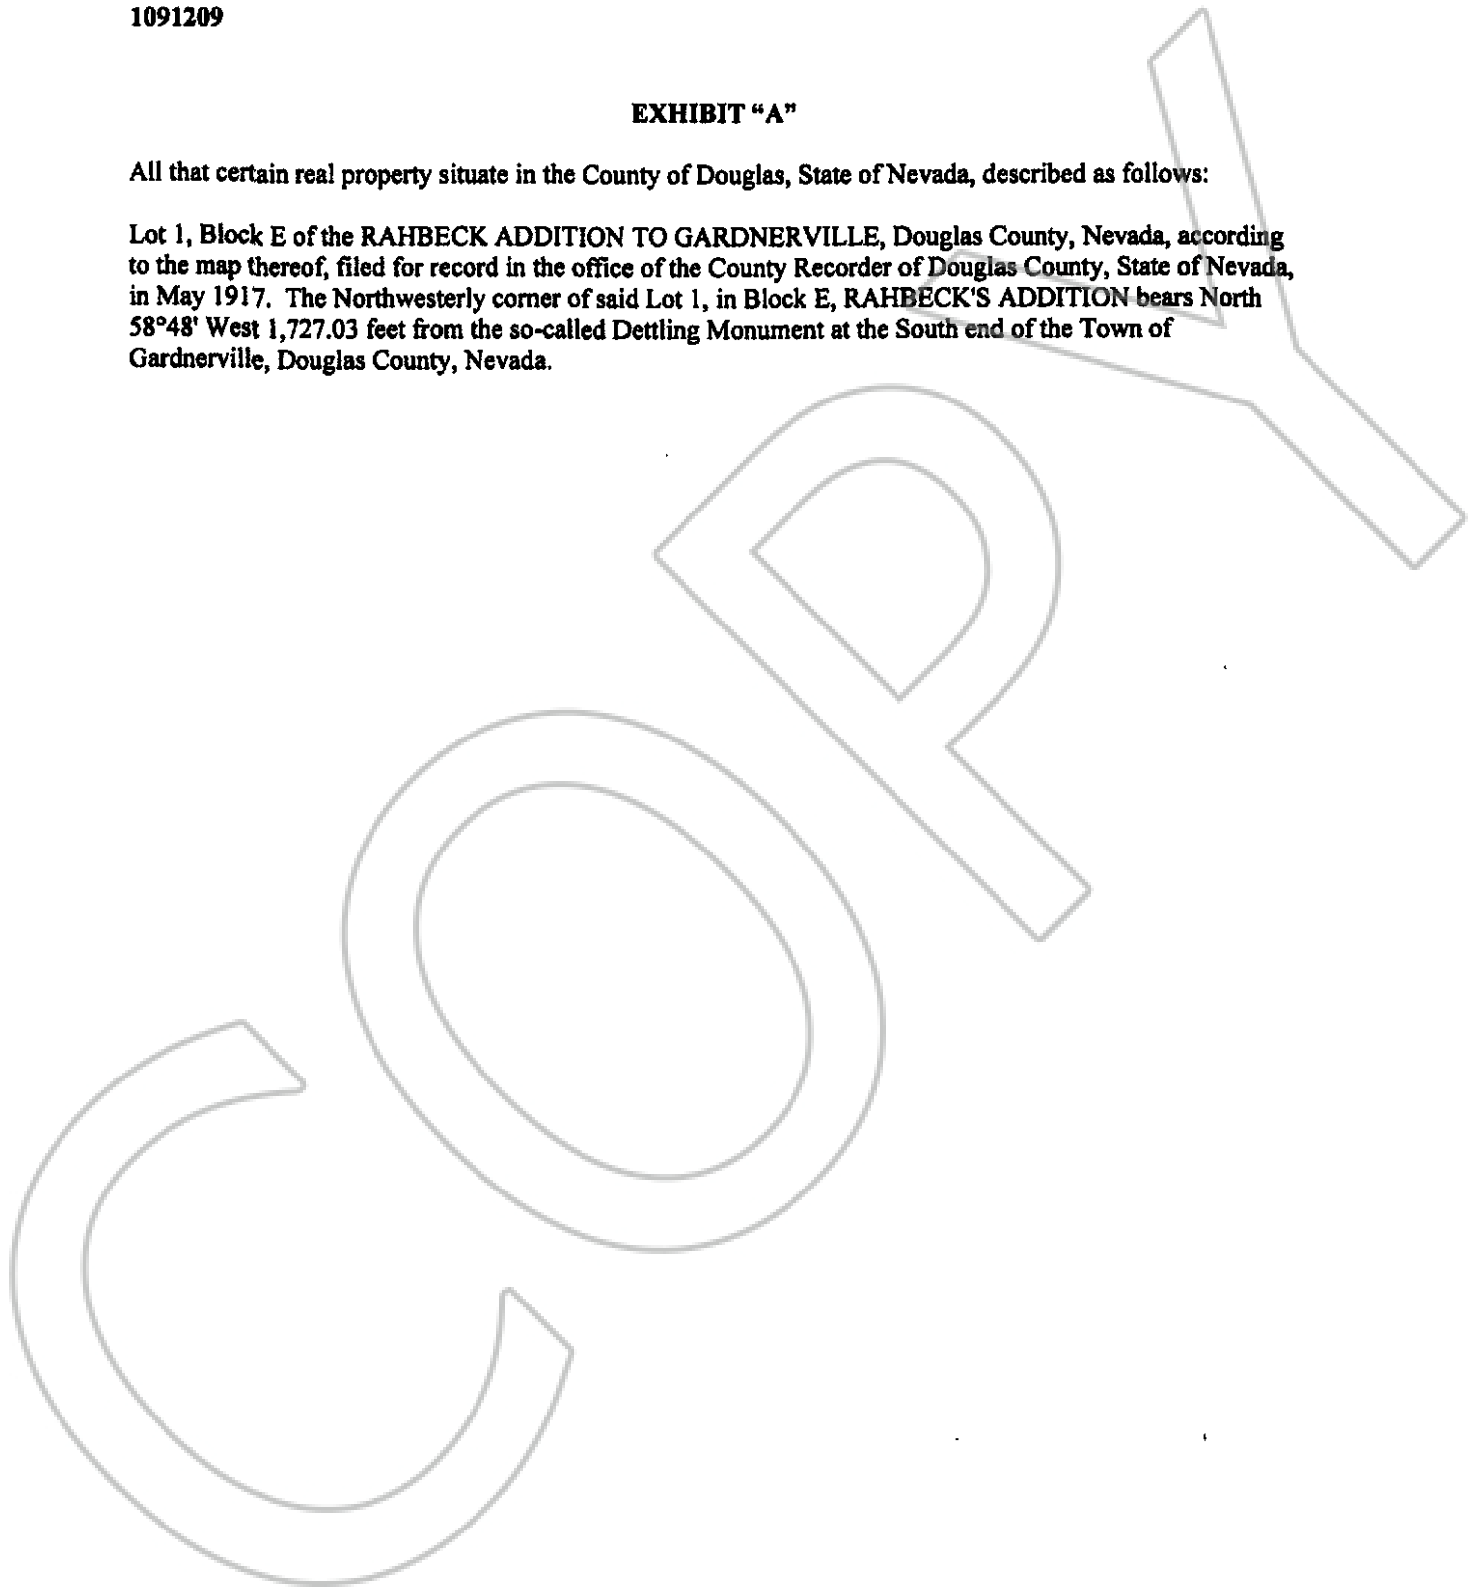 1091209
EXHIBIT “A”
All that certain real property situate in the County of Douglas, State of Nevada, described as follows:
Lot 1, Block E of the RAHBECK ADDITION TO GARDNERVILLE, Douglas County, Nevada, according
to the map thereof, filed for record in the office of the County Recorder of Douglas County, State of Nevada,
in May 1917. The Northwesterly corner of said Lot 1, in Block E, RAHBECK'S ADDITION bears North
58°48' West 1,727.03 feet from the so-called Dettling Monument at the South end of the Town of
Gardnerville, Douglas County, Nevada.
COPY